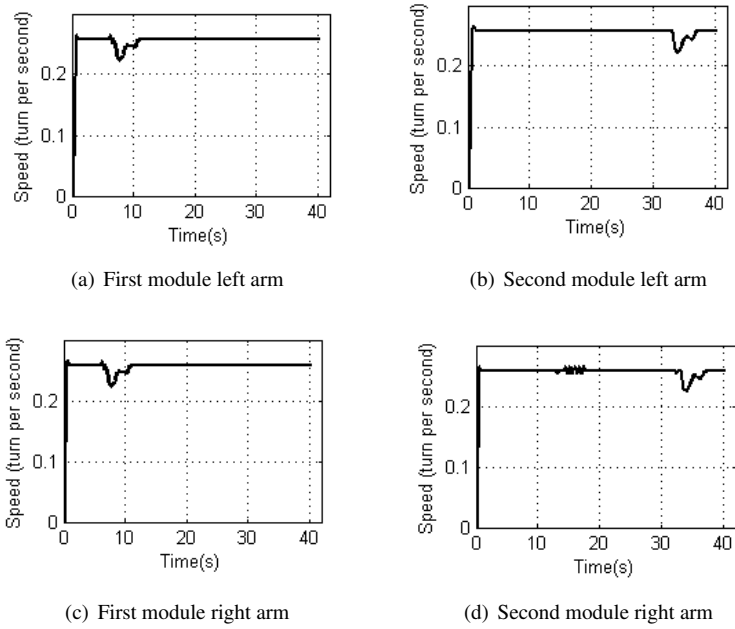 Speed (turn per second)
0.2
0.1
0
0 10 20 30 40
Time(s)
(a) First module left arm
Speed (turn per second)
0.2
0.1
0
0 10 20 30 40
Time(s)
(b) Second module left arm
Speed (turn per second)
0.2
0.1
0
0 10 20 30 40
Time(s)
(c) First module right arm
Speed (turn per second)
0.2
0.1
0
0 10 20 30 40
Time(s)
(d) Second module right arm